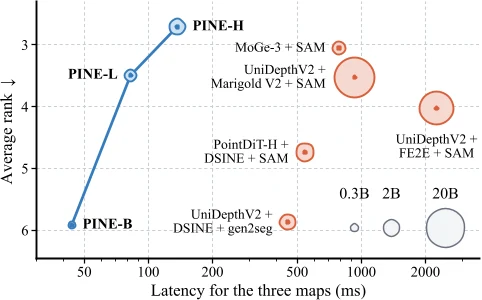 PINE-H
MoGe-3 + SAM
PINE-L
UniDepthV2 +
Marigold V2 + SAM
UniDepthV2 +
FE2E + SAM
PointDiT-H +
DSINE + SAM
0.3B 2B 20B
UniDepthV2 +
DSINE + gen2seg
PINE-B
Average rank ↓
3
4
5
6
50 100 200 500 1000 2000
Latency for the three maps (ms)